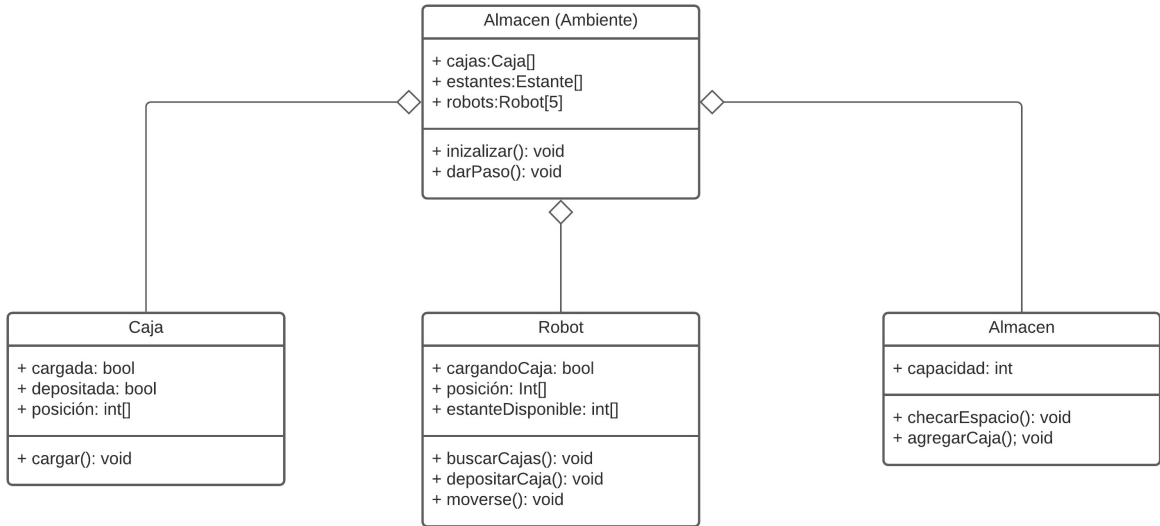 Almacen (Ambiente)
+ cajas:Caja[]
+ estantes:Estante[]
+ robots:Robot[5]
+ inizalizar(): void
+ darPaso(): void
Caja
+ cargada: bool
+ depositada: bool
+ posición: int[]
+ cargar(): void
Robot
+ cargandoCaja: bool
+ posición: Int[]
+ estanteDisponible: int[]
+ buscarCajas(): void
+ depositarCaja(): void
+ moverse(): void
Almacen
+ capacidad: int
+ checarEspacio(): void
+ agregarCaja(); void